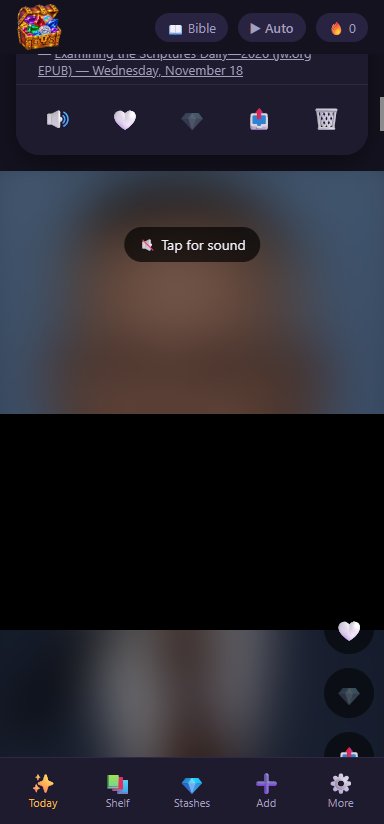 Bible
Auto
0
— Examining the Scriptures Daily—2026 (jw.org
EPUB) — Wednesday, November 18
Tap for sound
Today
Shelf
Stashes
Add
More